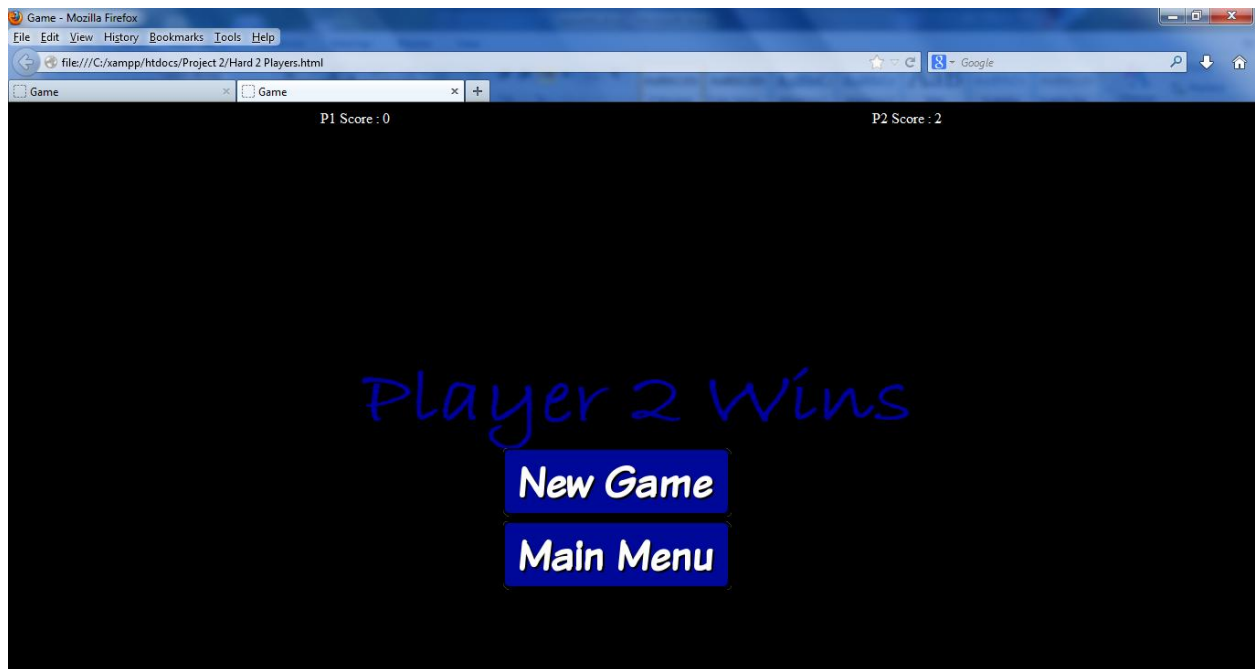 Game - Mozilla Firefox
File Edit View History Bookmarks Tools Help
file:///C:/xampp/htdocs/Project 2/Hard 2 Players.html
Google
Game
Game
P1 Score : 0
P2 Score : 2
Player 2 Wins
New Game
Main Menu